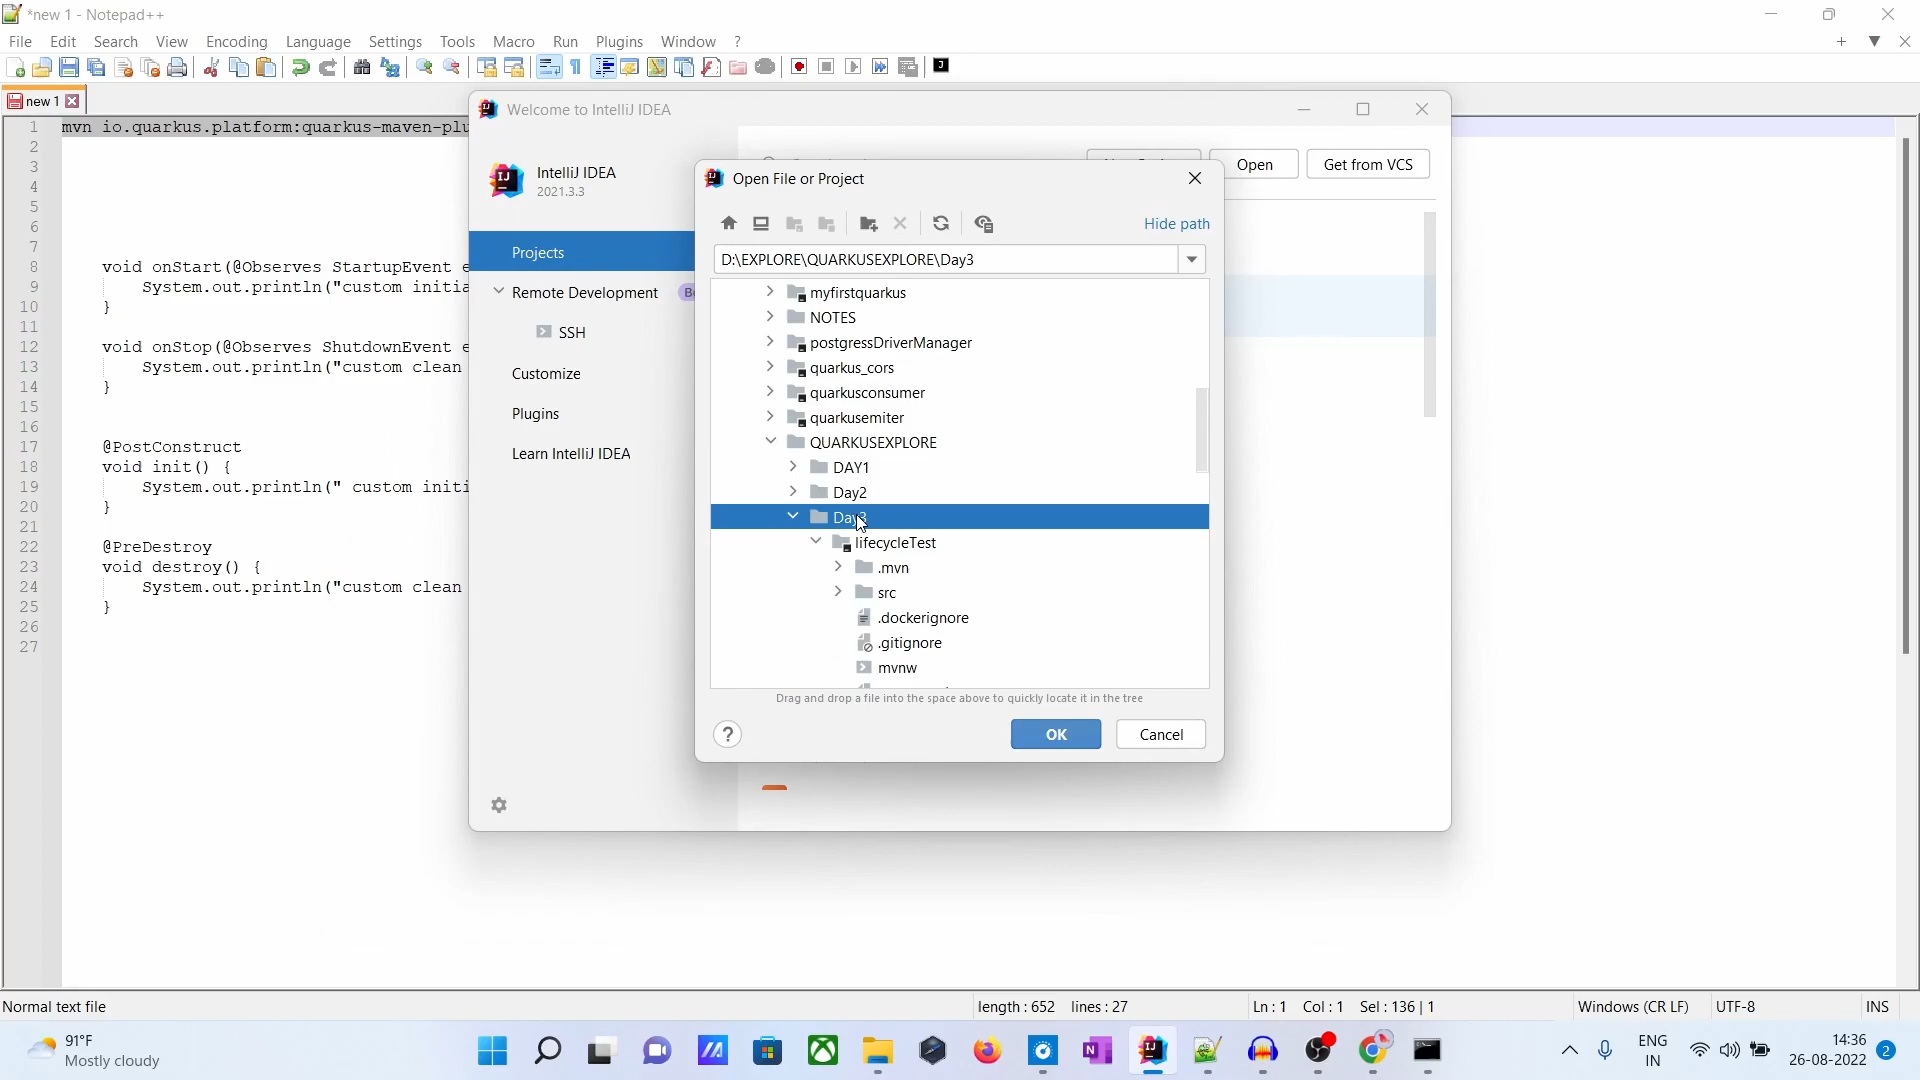 *new 1 - Notepad++
File Edit Search View Encoding Language Settings Tools Macro Run Plugins Window ?
new 1
1 mvn io.quarkus.platform:quarkus-maven-plu
2
3
4
5
6
7
8 void onStart(@Observes StartupEvent e
9 System.out.println("custom initia
10 }
11
12 void onStop(@Observes ShutdownEvent e
13 System.out.println("custom clean
14 }
15
16
17 @PostConstruct
18 void init() {
19 System.out.println(" custom initi
20 }
21
22 @PreDestroy
23 void destroy() {
24 System.out.println("custom clean
25 }
26
27
Welcome to IntelliJ IDEA
IntelliJ IDEA
2021.3.3
Projects
Remote Development
SSH
Customize
Plugins
Learn IntelliJ IDEA
Open
Get from VCS
Open File or Project
Hide path
D:\EXPLORE\QUARKUSEXPLORE\Day3
myfirstquarkus
NOTES
postgressDriverManager
quarkus_cors
quarkusconsumer
quarkusemiter
QUARKUSEXPLORE
DAY1
Day2
Day3
lifecycleTest
.mvn
src
.dockerignore
.gitignore
mvnw
Drag and drop a file into the space above to quickly locate it in the tree
?
OK
Cancel
Normal text file length : 652 lines : 27 Ln : 1 Col : 1 Sel : 136 | 1 Windows (CR LF) UTF-8 INS
91°F
Mostly cloudy
ENG
IN
14:36
26-08-2022
2